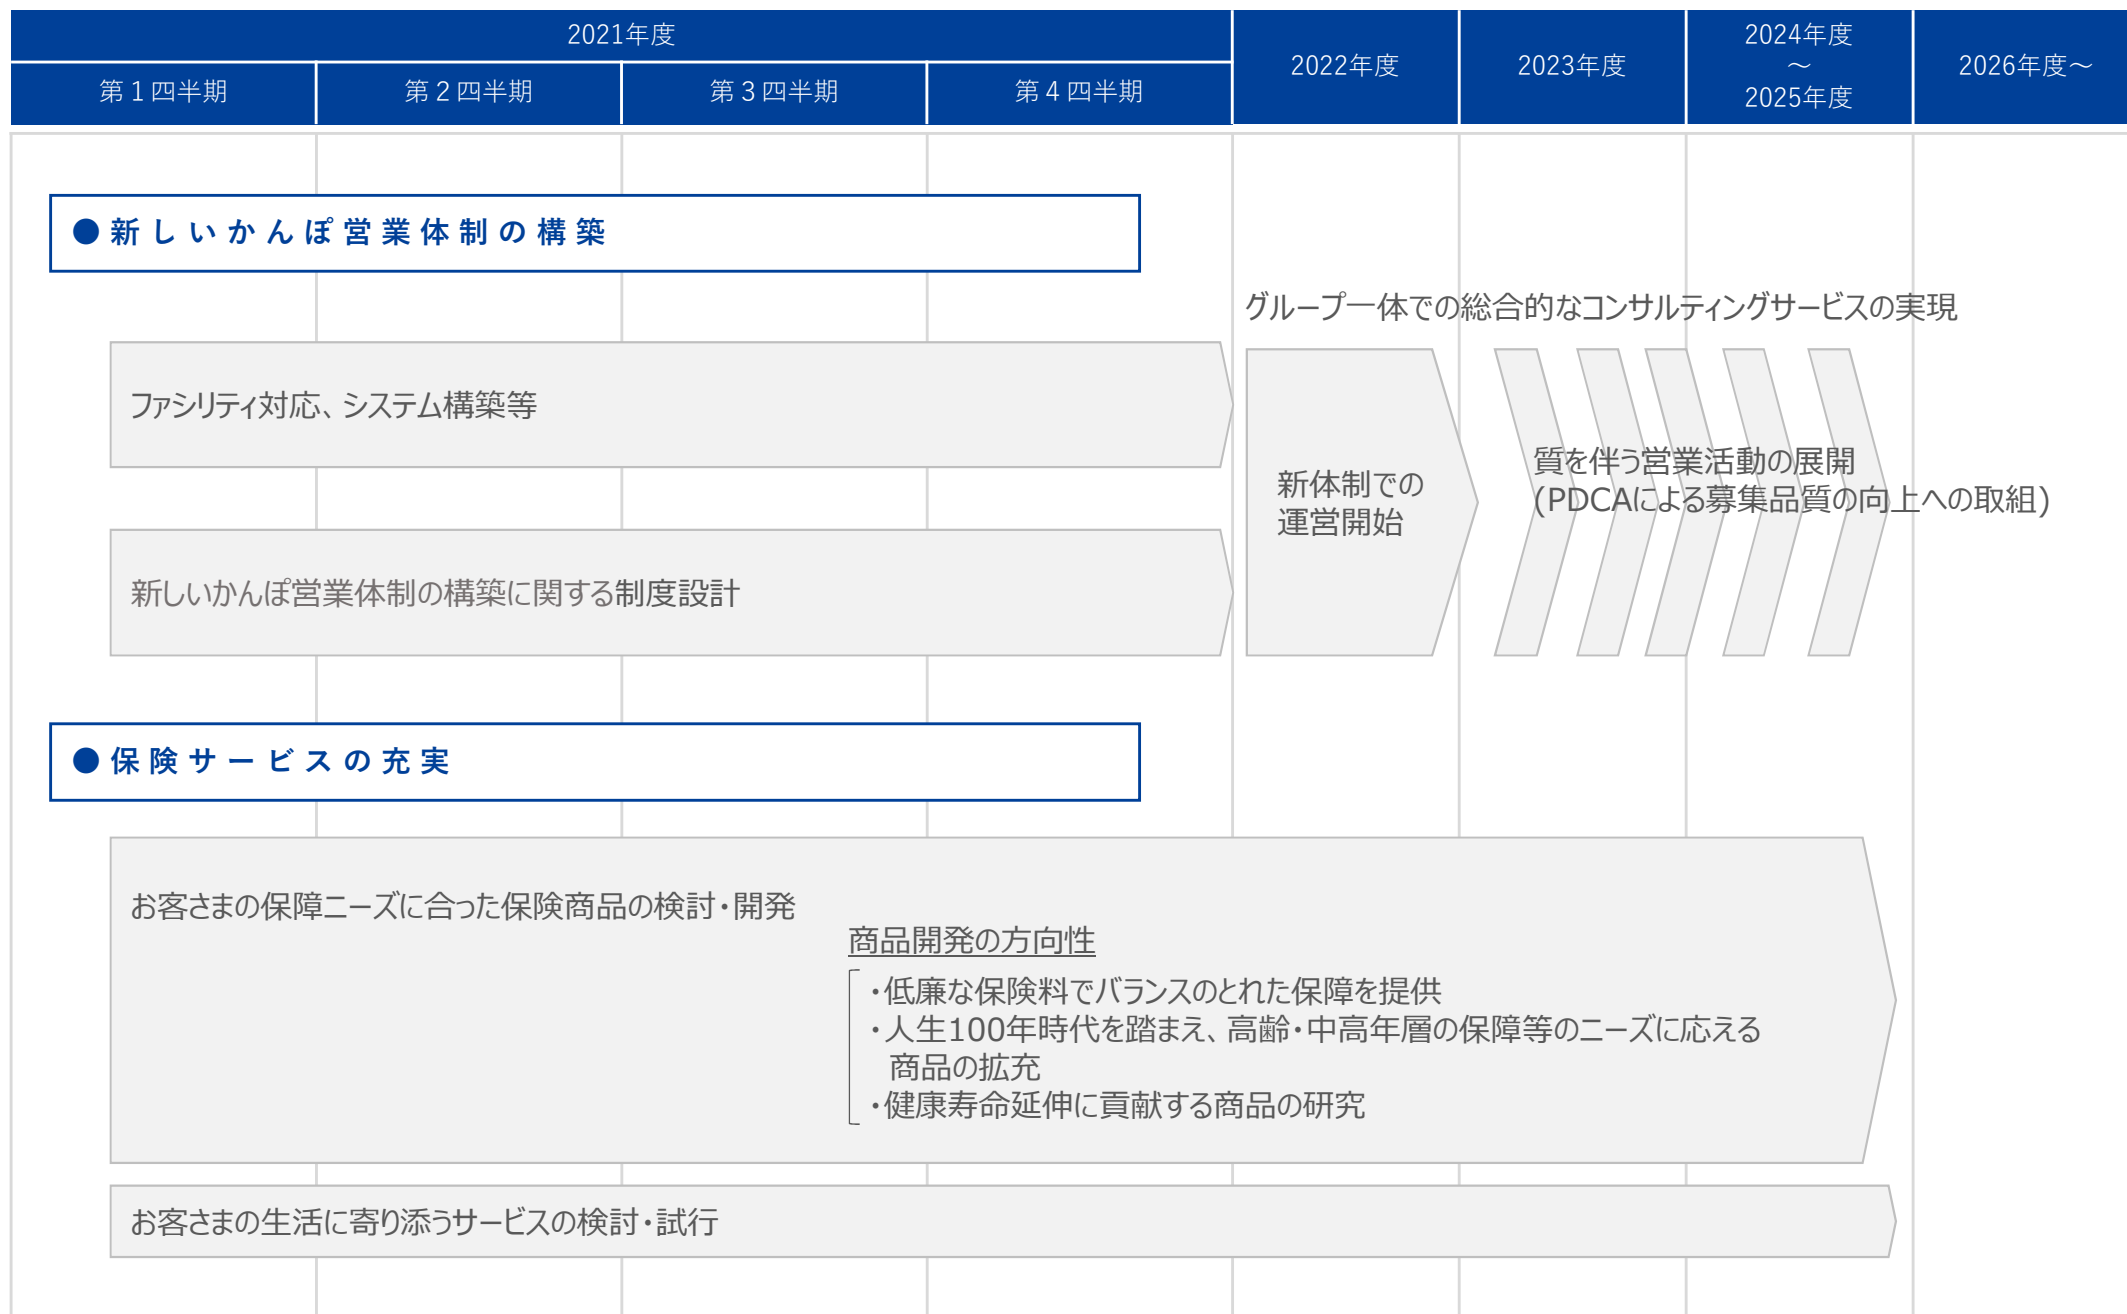 2021年度
第１四半期
第２四半期
第３四半期
第４四半期
2022年度
2023年度
2024年度
～
2025年度
2026年度～
●新しいかんぽ営業体制の構築
グループ一体での総合的なコンサルティングサービスの実現
ファシリティ対応、システム構築等
新体制での
運営開始
質を伴う営業活動の展開
(PDCAによる募集品質の向上への取組)
新しいかんぽ営業体制の構築に関する制度設計
●保険サービスの充実
お客さまの保障ニーズに合った保険商品の検討・開発
商品開発の方向性
・低廉な保険料でバランスのとれた保障を提供
・人生100年時代を踏まえ、高齢・中高年層の保障等のニーズに応える
商品の拡充
・健康寿命延伸に貢献する商品の研究
お客さまの生活に寄り添うサービスの検討・試行